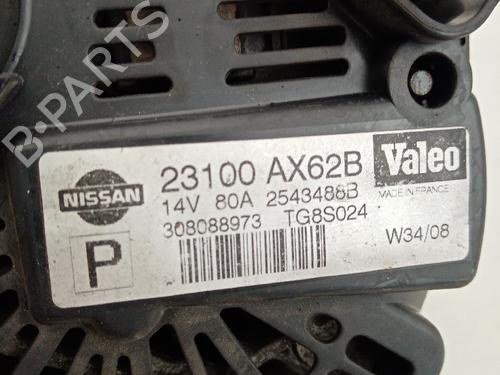 B-PARTS
NISSAN
23100 AX62B
Valeo
MADE IN FRANCE
14V 80A 2543488B
308088973 TG8S024
P
W34/08